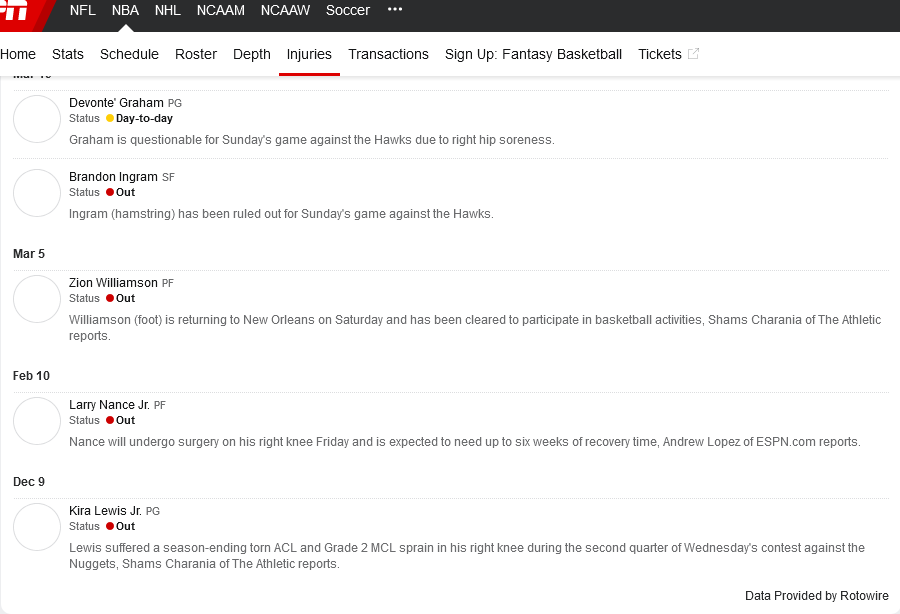 NFL NBA NHL NCAAM NCAAW Soccer •••
Home Stats Schedule Roster Depth Injuries Transactions Sign Up: Fantasy Basketball Tickets
Devonte' Graham PG
Status Day-to-day
Graham is questionable for Sunday's game against the Hawks due to right hip soreness.
Brandon Ingram SF
Status Out
Ingram (hamstring) has been ruled out for Sunday's game against the Hawks.
Mar 5
Zion Williamson PF
Status Out
Williamson (foot) is returning to New Orleans on Saturday and has been cleared to participate in basketball activities, Shams Charania of The Athletic
reports.
Feb 10
Larry Nance Jr. PF
Status Out
Nance will undergo surgery on his right knee Friday and is expected to need up to six weeks of recovery time, Andrew Lopez of ESPN.com reports.
Dec 9
Kira Lewis Jr. PG
Status Out
Lewis suffered a season-ending torn ACL and Grade 2 MCL sprain in his right knee during the second quarter of Wednesday's contest against the
Nuggets, Shams Charania of The Athletic reports.
Data Provided by Rotowire